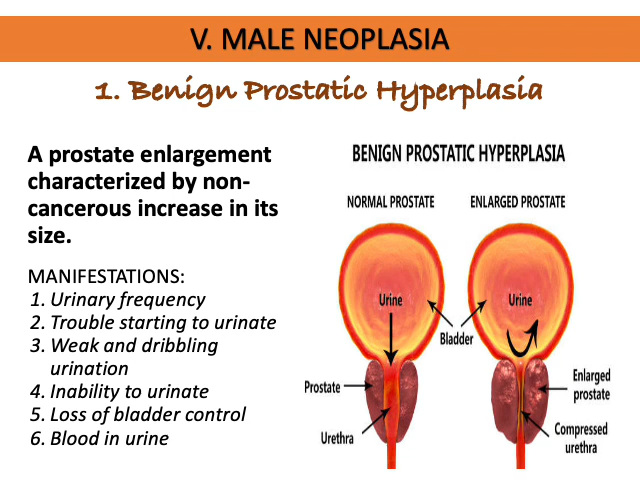 V. MALE NEOPLASIA
1. Benign Prostatic Hyperplasia
A prostate enlargement
characterized by non-
cancerous increase in its
size.
MANIFESTATIONS:
1. Urinary frequency
2. Trouble starting to urinate
3. Weak and dribbling
urination
4. Inability to urinate
5. Loss of bladder control
6. Blood in urine
BENIGN PROSTATIC HYPERPLASIA
NORMAL PROSTATE
ENLARGED PROSTATE
Urine
Urine
Bladder
Prostate
Urethra
Enlarged
prostate
Compressed
urethra